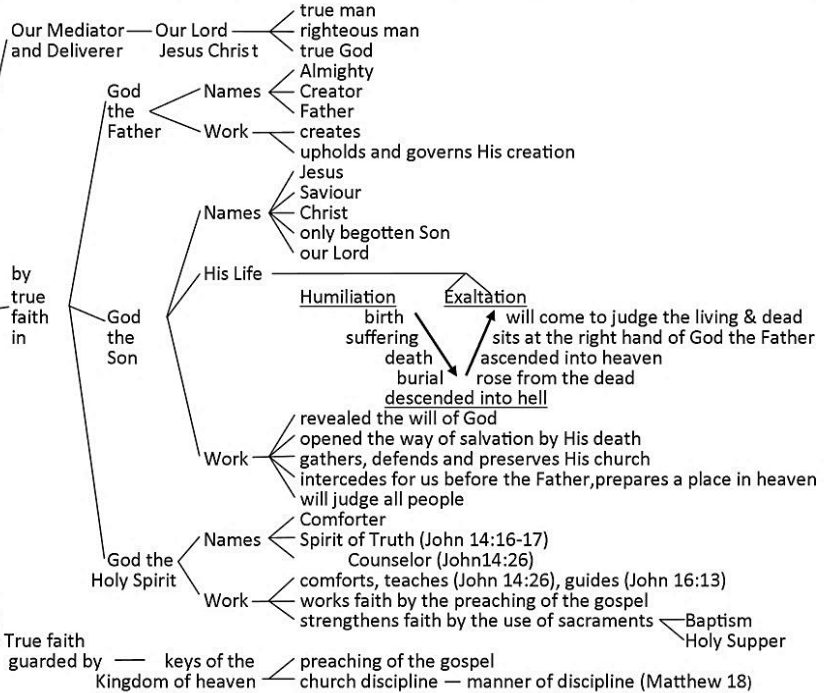 true man
Our Mediator Our Lord righteous man
and Deliverer Jesus Christ true God
Almighty
God Names Creator
the Father
Father Work creates
upholds and governs His creation
Jesus
Saviour
Names Christ
only begotten Son
our Lord
by His Life
true Humiliation Exaltation
faith God birth will come to judge the living & dead
in the suffering sits at the right hand of God the Father
Son death ascended into heaven
burial rose from the dead
descended into hell
revealed the will of God
opened the way of salvation by His death
Work gathers, defends and preserves His church
intercedes for us before the Father,prepares a place in heaven
will judge all people
Comforter
Names Spirit of Truth (John 14:16-17)
God the Counselor (John14:26)
Holy Spirit comforts, teaches (John 14:26), guides (John 16:13)
Work works faith by the preaching of the gospel
strengthens faith by the use of sacraments Baptism
True faith Holy Supper
guarded by — keys of the preaching of the gospel
Kingdom of heaven church discipline — manner of discipline (Matthew 18)